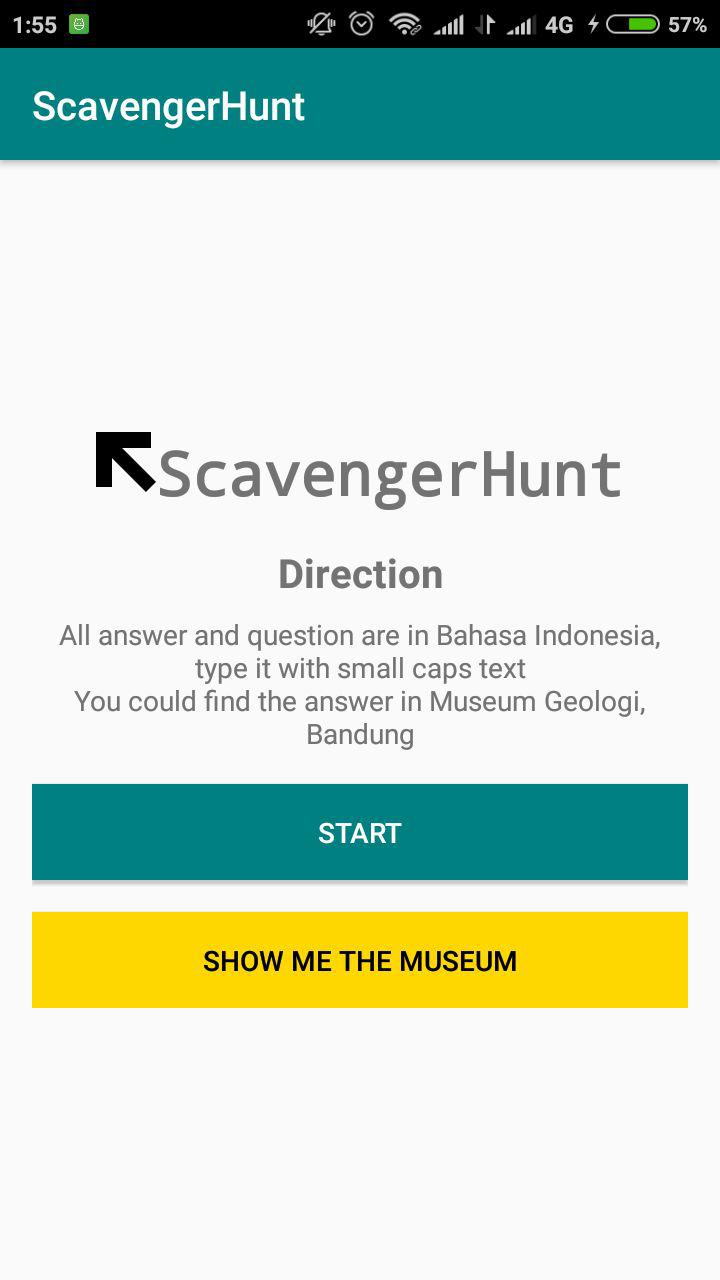 1:55 4G 57%
ScavengerHunt
ScavengerHunt
Direction
All answer and question are in Bahasa Indonesia,
type it with small caps text
You could find the answer in Museum Geologi,
Bandung
START
SHOW ME THE MUSEUM